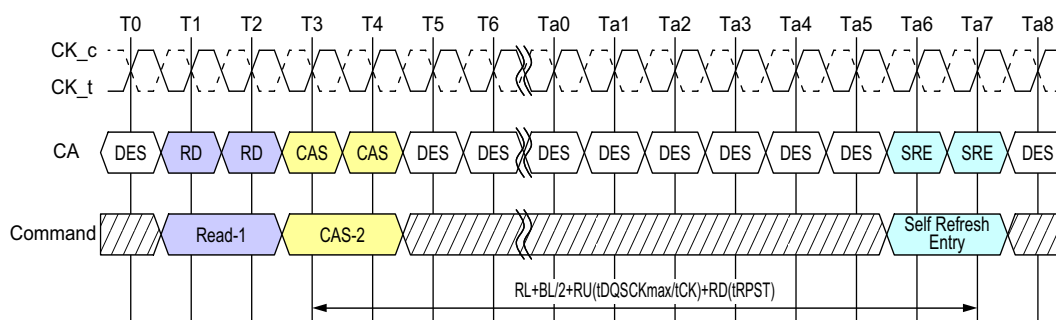 T0 T1 T2 T3 T4 T5 T6 Ta0 Ta1 Ta2 Ta3 Ta4 Ta5 Ta6 Ta7 Ta8
CK_c
CK_t
CA DES RD RD CAS CAS DES DES DES DES DES DES DES DES SRE SRE DES
Command Read-1 CAS-2 Self Refresh
Entry
RL+BL/2+RU(tDQSCKmax/tCK)+RD(tRPST)